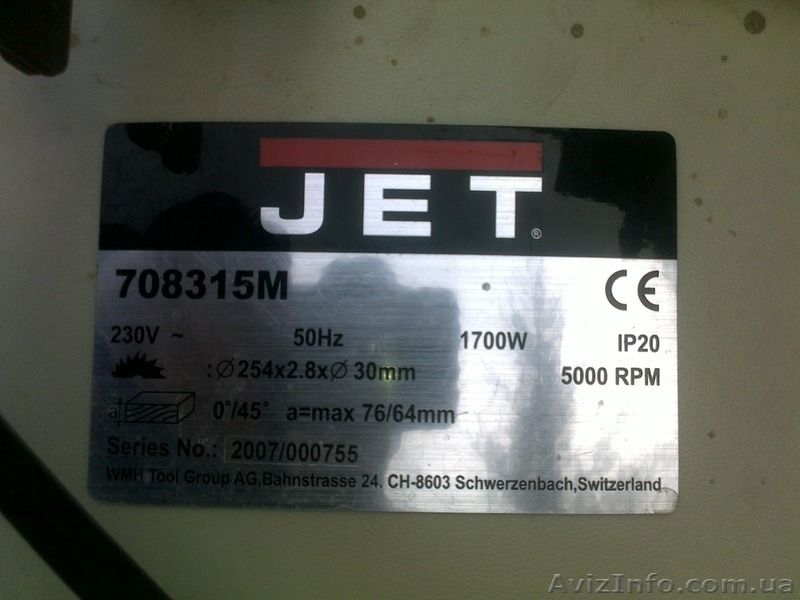 JET®
708315M CE
230V ~ 50Hz 1700W IP20
: Ø 254x2.8xØ 30mm 5000 RPM
a 0°/45° a=max 76/64mm
Series No.: 2007/000755
WMH Tool Group AG,Bahnstrasse 24. CH-8603 Schwerzenbach,Switzerland
AvizInfo.com.ua